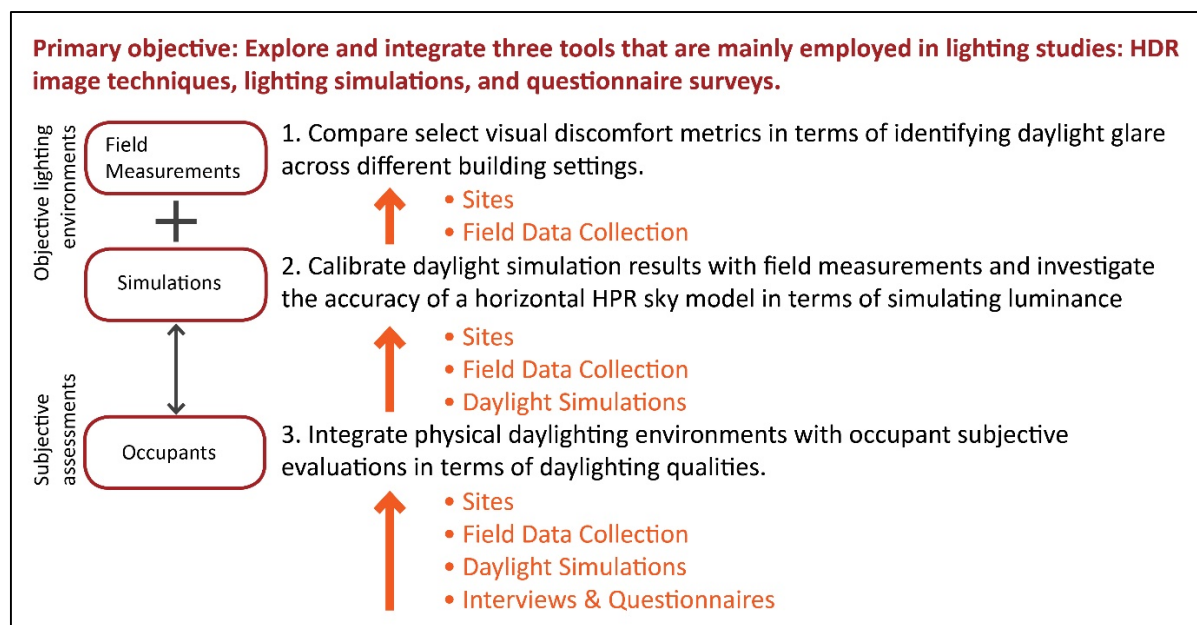 Primary objective: Explore and integrate three tools that are mainly employed in lighting studies: HDR
image techniques, lighting simulations, and questionnaire surveys.
Objective lighting
environments
Field
Measurements
1. Compare select visual discomfort metrics in terms of identifying daylight glare
across different building settings.
• Sites
• Field Data Collection
Simulations
2. Calibrate daylight simulation results with field measurements and investigate
the accuracy of a horizontal HPR sky model in terms of simulating luminance
• Sites
• Field Data Collection
• Daylight Simulations
Subjective
assessments
Occupants
3. Integrate physical daylighting environments with occupant subjective
evaluations in terms of daylighting qualities.
• Sites
• Field Data Collection
• Daylight Simulations
• Interviews & Questionnaires